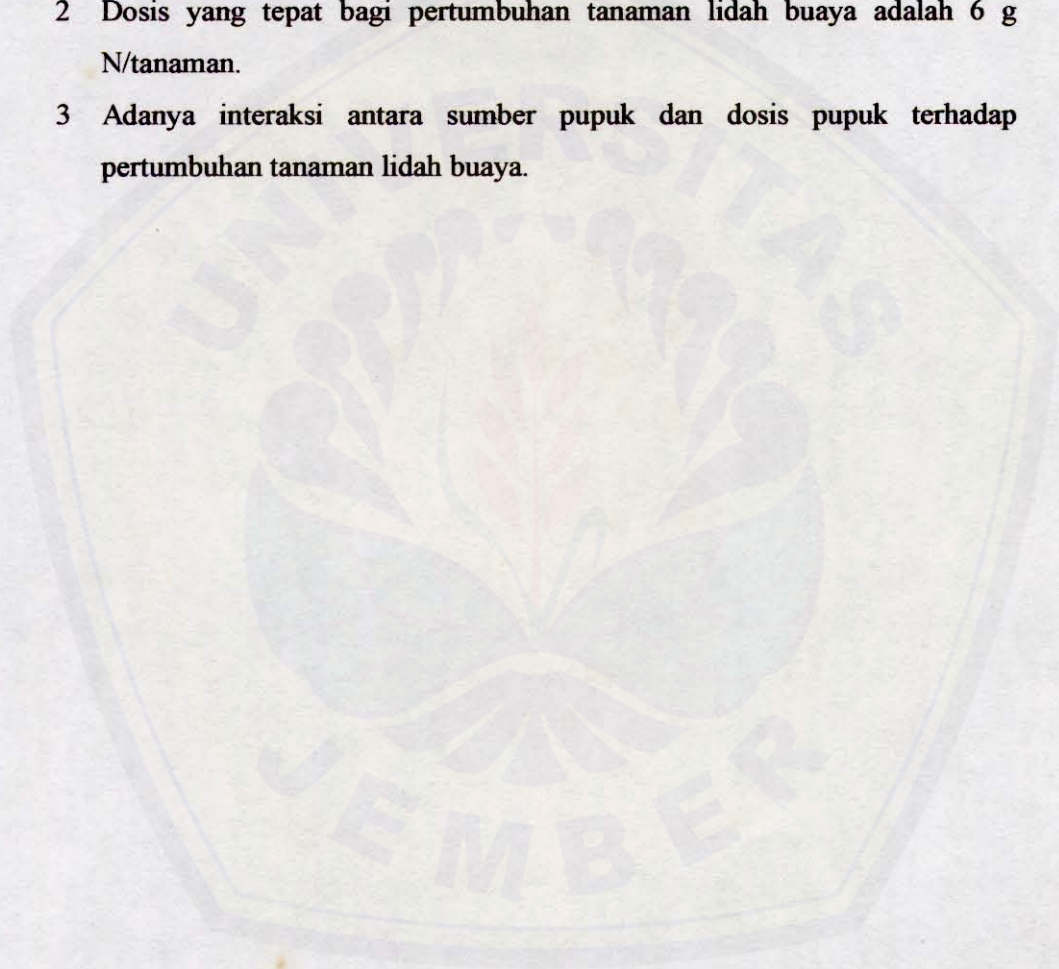 2 Dosis yang tepat bagi pertumbuhan tanaman lidah buaya adalah 6 g
N/tanaman.
3 Adanya interaksi antara sumber pupuk dan dosis pupuk terhadap
pertumbuhan tanaman lidah buaya.
UNIVERSITAS
JEMBER